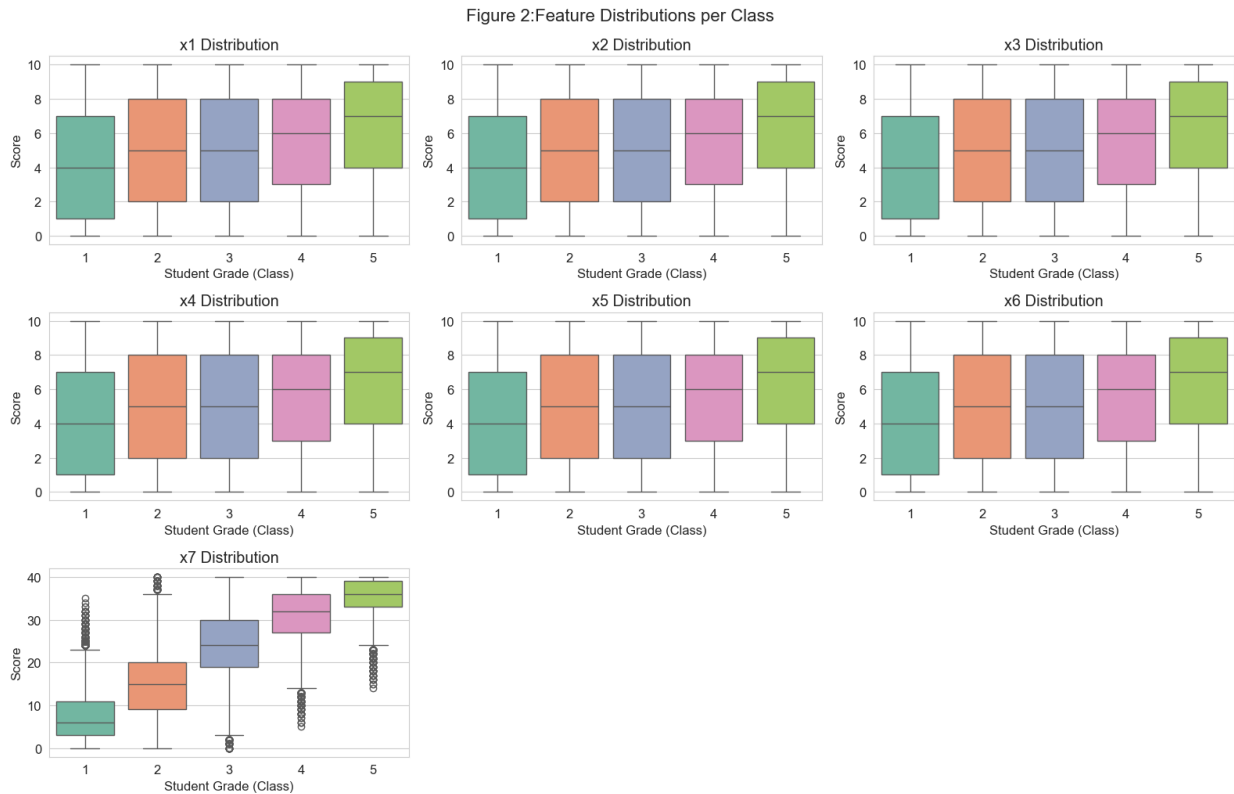 Figure 2:Feature Distributions per Class
x1 Distribution
10
8
6
4
2
0
Score
1 2 3 4 5
Student Grade (Class)
x2 Distribution
10
8
6
4
2
0
Score
1 2 3 4 5
Student Grade (Class)
x3 Distribution
10
8
6
4
2
0
Score
1 2 3 4 5
Student Grade (Class)
x4 Distribution
10
8
6
4
2
0
Score
1 2 3 4 5
Student Grade (Class)
x5 Distribution
10
8
6
4
2
0
Score
1 2 3 4 5
Student Grade (Class)
x6 Distribution
10
8
6
4
2
0
Score
1 2 3 4 5
Student Grade (Class)
x7 Distribution
40
30
20
10
0
Score
1 2 3 4 5
Student Grade (Class)